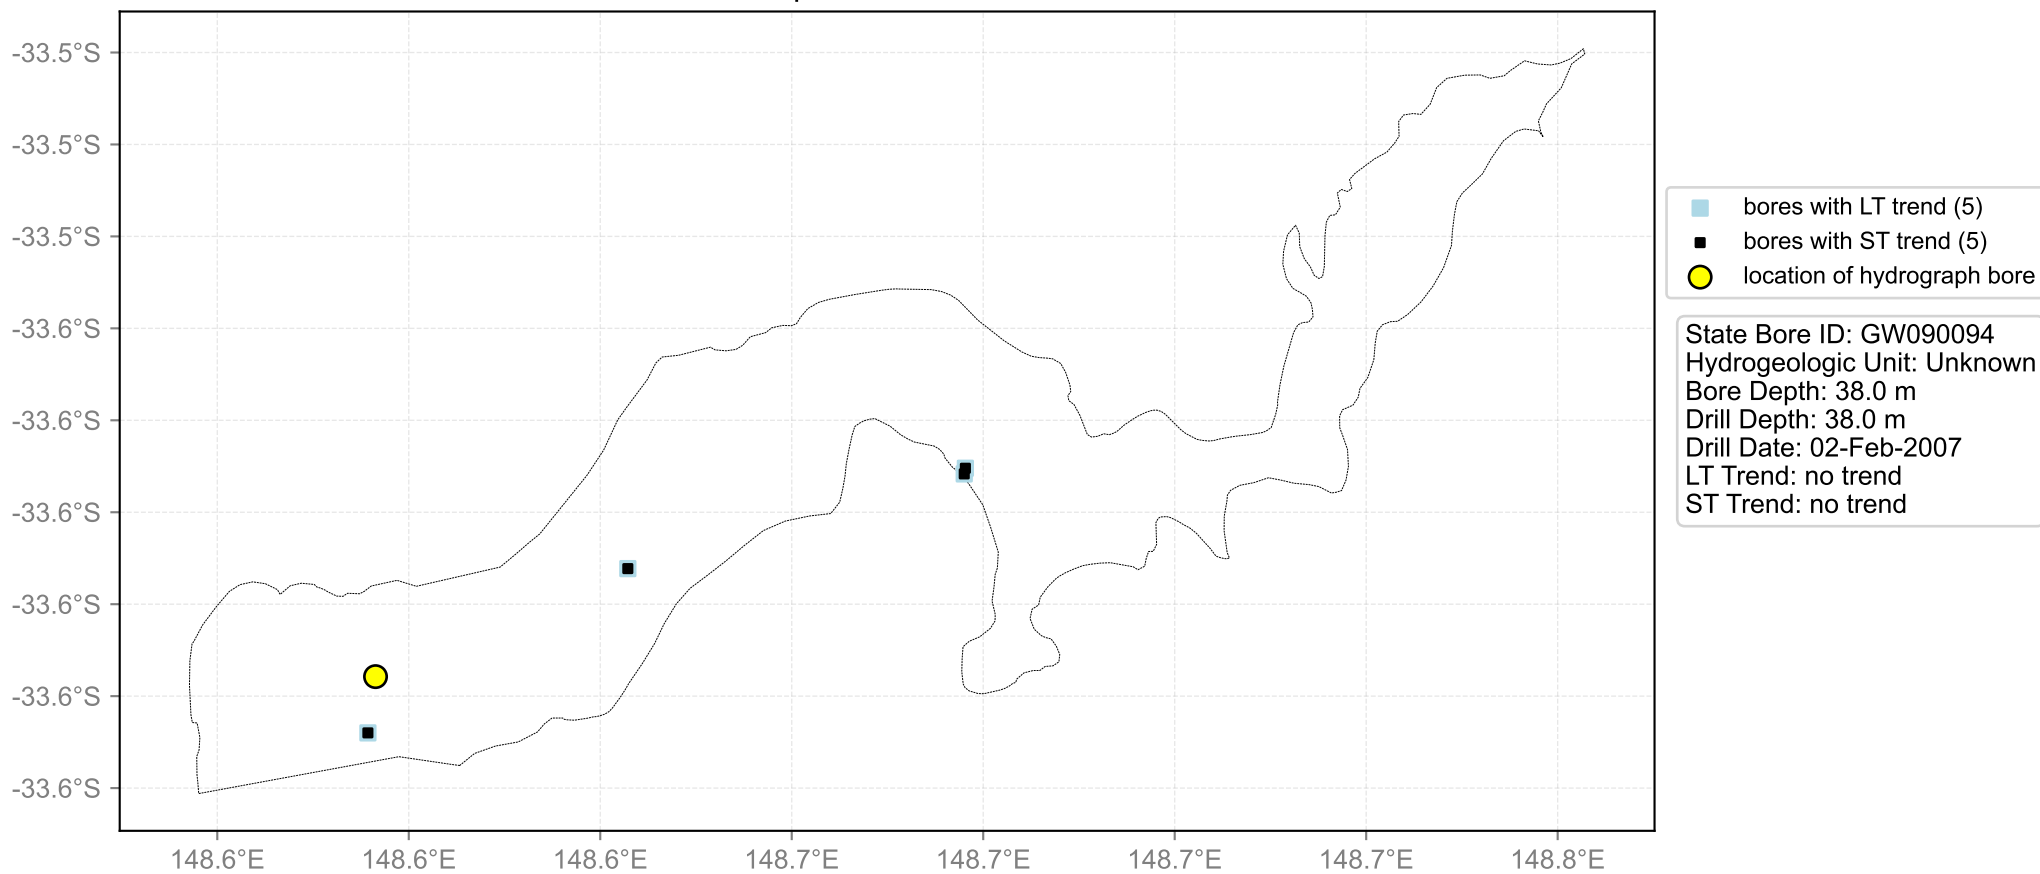 -33.5°S
-33.5°S
-33.5°S
-33.6°S
-33.6°S
-33.6°S
-33.6°S
-33.6°S
-33.6°S
148.6°E 148.6°E 148.6°E 148.7°E 148.7°E 148.7°E 148.7°E 148.8°E
bores with LT trend (5)
bores with ST trend (5)
location of hydrograph bore
State Bore ID: GW090094
Hydrogeologic Unit: Unknown
Bore Depth: 38.0 m
Drill Depth: 38.0 m
Drill Date: 02-Feb-2007
LT Trend: no trend
ST Trend: no trend